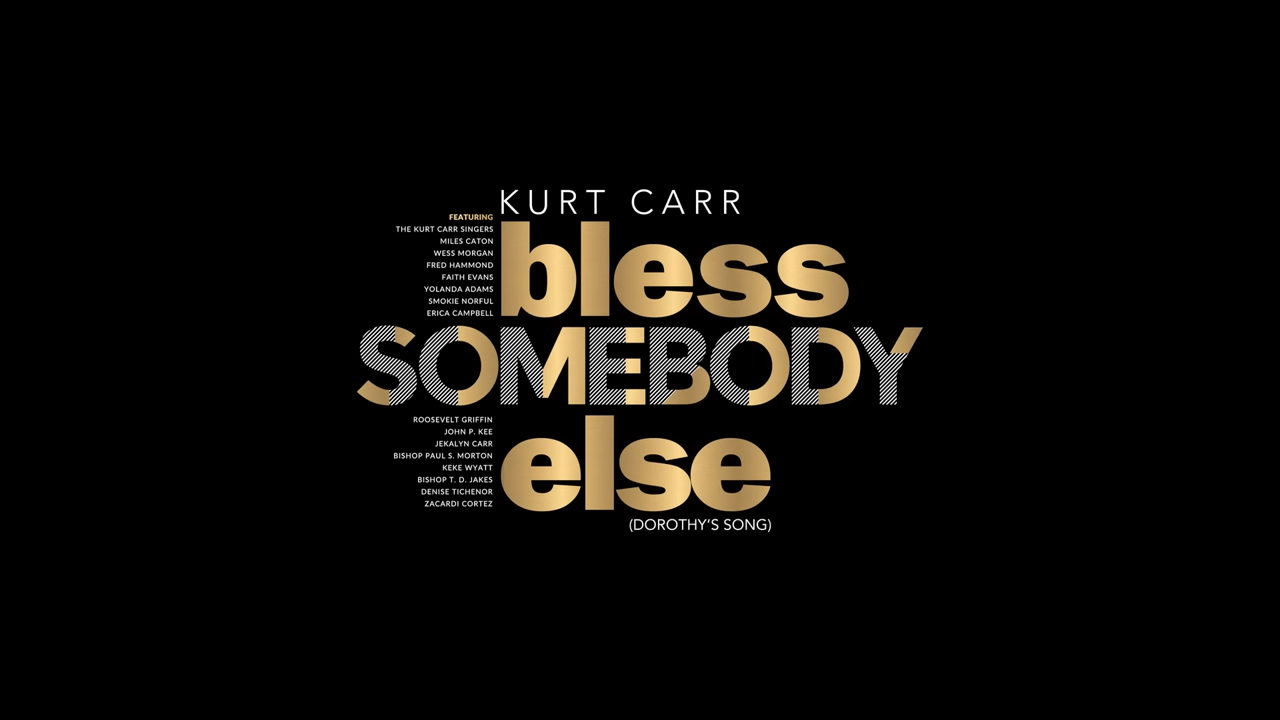 KURT CARR
FEATURING
THE KURT CARR SINGERS
MILES CATON
WESS MORGAN
FRED HAMMOND
FAITH EVANS
YOLANDA ADAMS
SMOKIE NORFUL
ERICA CAMPBELL
bless
SOMEBODY
ROOSEVELT GRIFFIN
JOHN P. KEE
JEKALYN CARR
BISHOP PAUL S. MORTON
KEKE WYATT
BISHOP T. D. JAKES
DENISE TICHENOR
ZACARDI CORTEZ
else
(DOROTHY'S SONG)